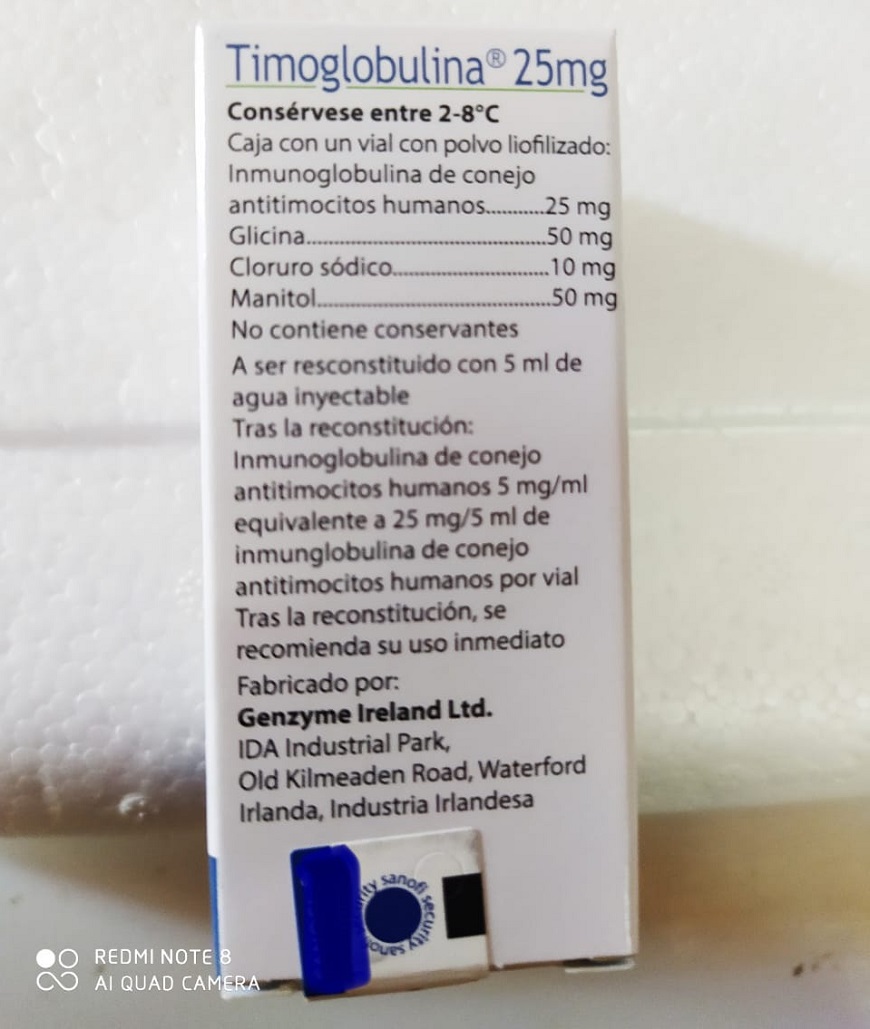 Timoglobulina® 25mg
Consérvese entre 2-8°C
Caja con un vial con polvo liofilizado:
Inmunoglobulina de conejo
antitimocitos humanos...........25 mg
Glicina..........................................50 mg
Cloruro sódico...........................10 mg
Manitol.........................................50 mg
No contiene conservantes
A ser resconstituido con 5 ml de
agua inyectable
Tras la reconstitución:
Inmunoglobulina de conejo
antitimocitos humanos 5 mg/ml
equivalente a 25 mg/5 ml de
inmunglobulina de conejo
antitimocitos humanos por vial
Tras la reconstitución, se
recomienda su uso inmediato
Fabricado por:
Genzyme Ireland Ltd.
IDA Industrial Park,
Old Kilmeaden Road, Waterford
Irlanda, Industria Irlandesa
sanofi security
REDMI NOTE 8
AI QUAD CAMERA